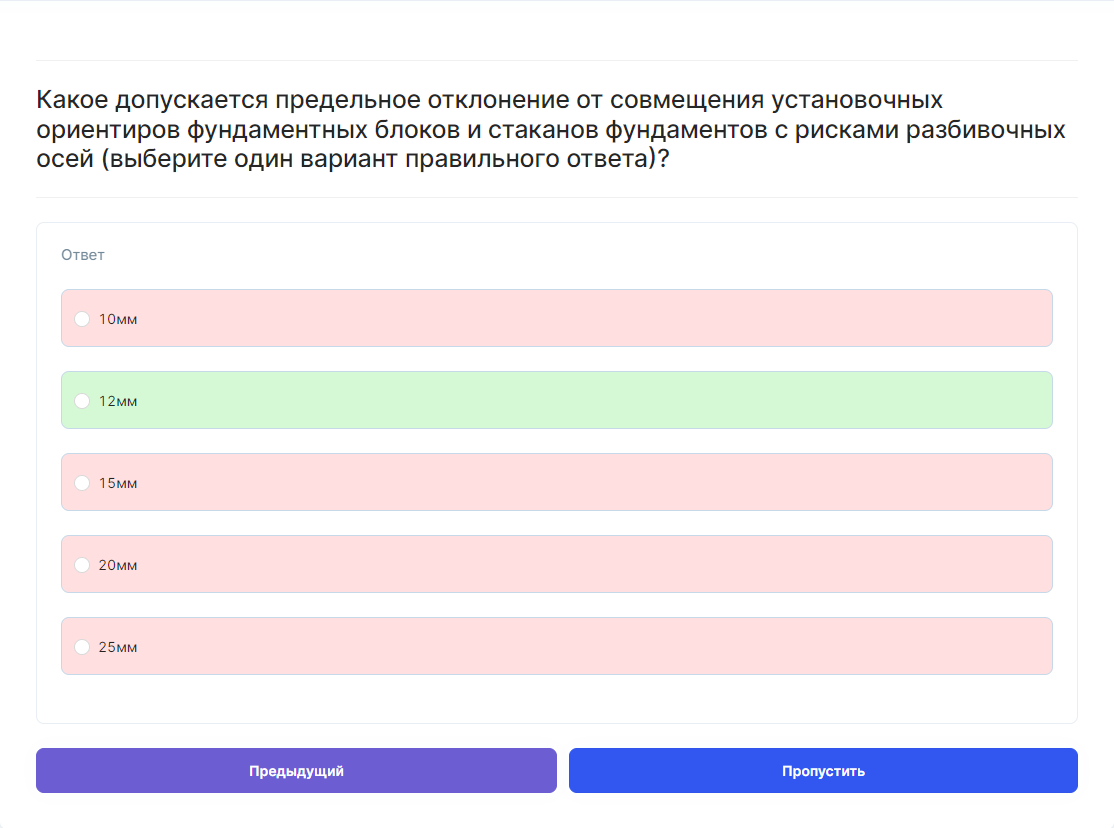 Какое допускается предельное отклонение от совмещения установочных
ориентиров фундаментных блоков и стаканов фундаментов с рисками разбивочных
осей (выберите один вариант правильного ответа)?
Ответ
10мм
12мм
15мм
20мм
25мм
Предыдущий
Пропустить